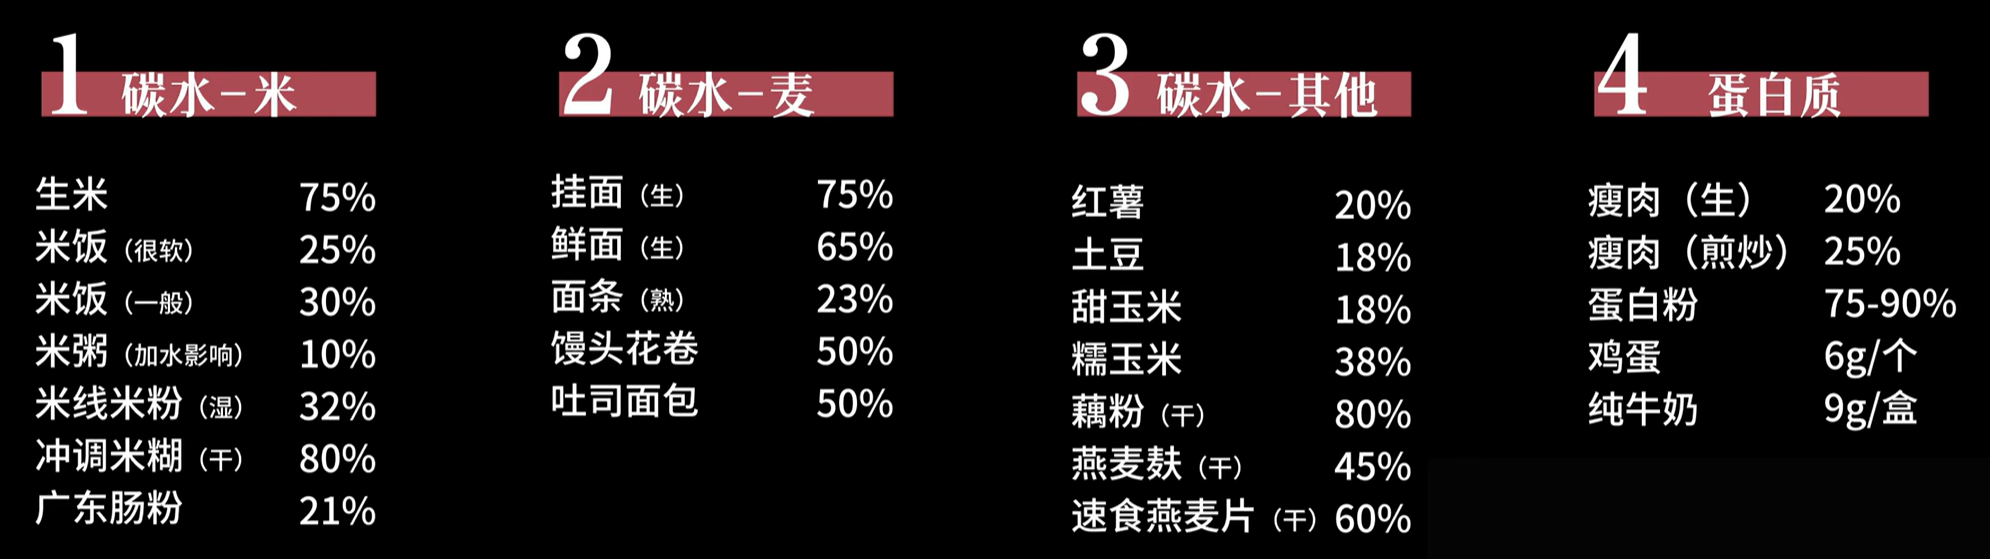 1 碳水-米
生米 75%
米饭（很软） 25%
米饭（一般） 30%
米粥（加水影响） 10%
米线米粉（湿） 32%
冲调米糊（干） 80%
广东肠粉 21%
2 碳水-麦
挂面（生） 75%
鲜面（生） 65%
面条（熟） 23%
馒头花卷 50%
吐司面包 50%
3 碳水-其他
红薯 20%
土豆 18%
甜玉米 18%
糯玉米 38%
藕粉（干） 80%
燕麦麸（干） 45%
速食燕麦片（干） 60%
4 蛋白质
瘦肉（生） 20%
瘦肉（煎炒） 25%
蛋白粉 75-90%
鸡蛋 6g/个
纯牛奶 9g/盒